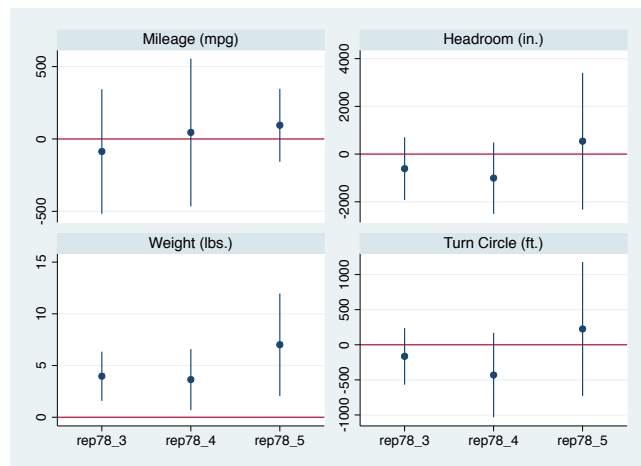 Mileage (mpg)
500
0
-500
Headroom (in.)
4000
2000
0
-2000
Weight (lbs.)
15
10
5
0
rep78_3 rep78_4 rep78_5
Turn Circle (ft.)
1000
500
0
-500
-1000
rep78_3 rep78_4 rep78_5